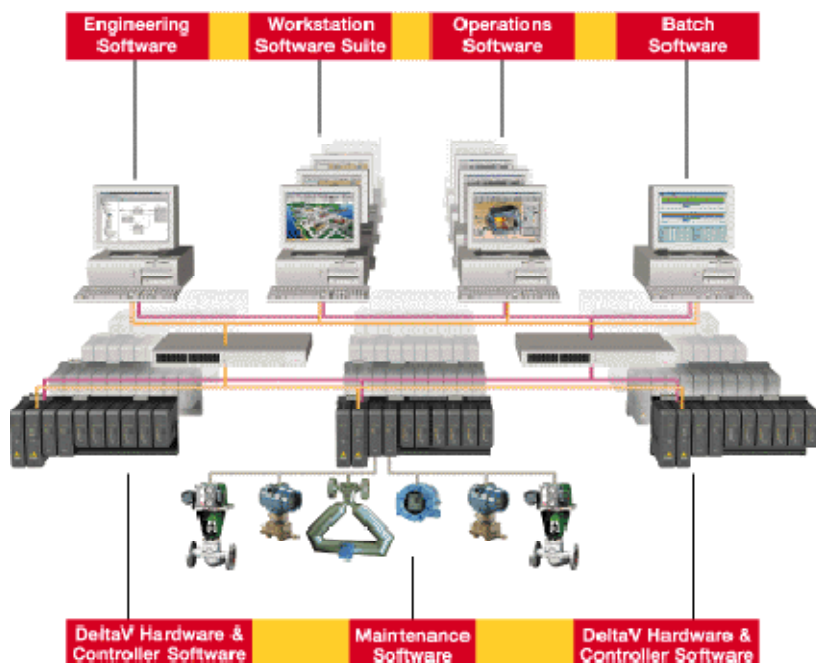 Engineering
Software
Workstation
Software Suite
Operations
Software
Batch
Software
DeltaV Hardware &
Controller Software
Maintenance
Software
DeltaV Hardware &
Controller Software